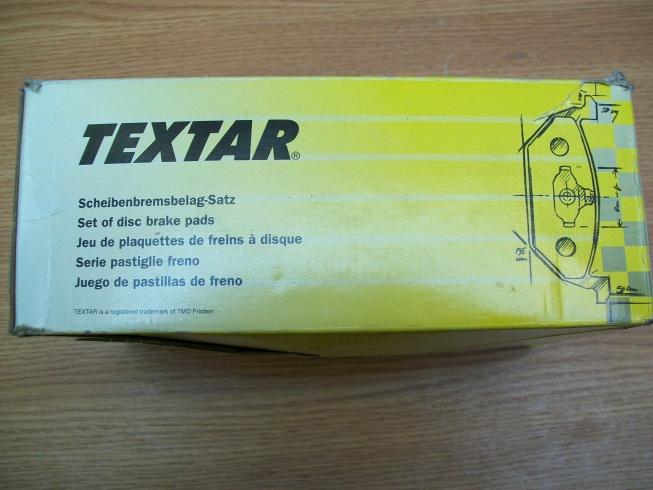 TEXTAR®
Scheibenbremsbelag-Satz
Set of disc brake pads
Jeu de plaquettes de freins à disque
Serie pastiglie freno
Juego de pastillas de freno
TEXTAR is a registered trademark of TMD Friction